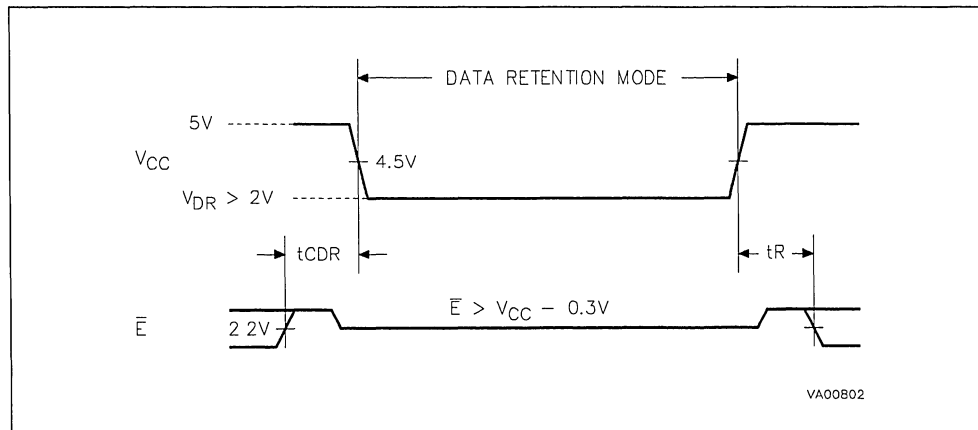 DATA RETENTION MODE
5V
VCC
4.5V
VDR > 2V
tCDR
tR
E̅ > VCC – 0.3V
E̅
2 2V
VA00802